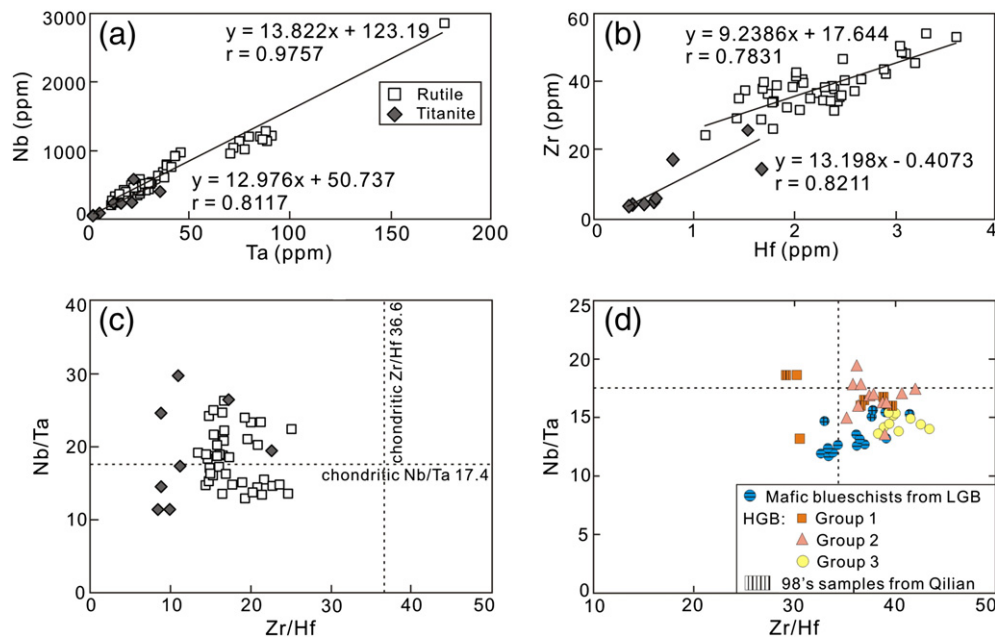 (a)
y = 13.822x + 123.19
r = 0.9757
Rutile
Titanite
y = 12.976x + 50.737
r = 0.8117
Nb (ppm)
3000
2000
1000
0
0
50
100
150
200
Ta (ppm)
(b)
y = 9.2386x + 17.644
r = 0.7831
y = 13.198x - 0.4073
r = 0.8211
Zr (ppm)
60
40
20
0
0
1
2
3
4
Hf (ppm)
(c)
chondritic Zr/Hf 36.6
chondritic Nb/Ta 17.4
Nb/Ta
40
30
20
10
0
0
10
20
30
40
50
Zr/Hf
(d)
Nb/Ta
25
20
15
10
5
0
10
20
30
40
50
Zr/Hf
Mafic blueschists from LGB
HGB: Group 1
Group 2
Group 3
98's samples from Qilian